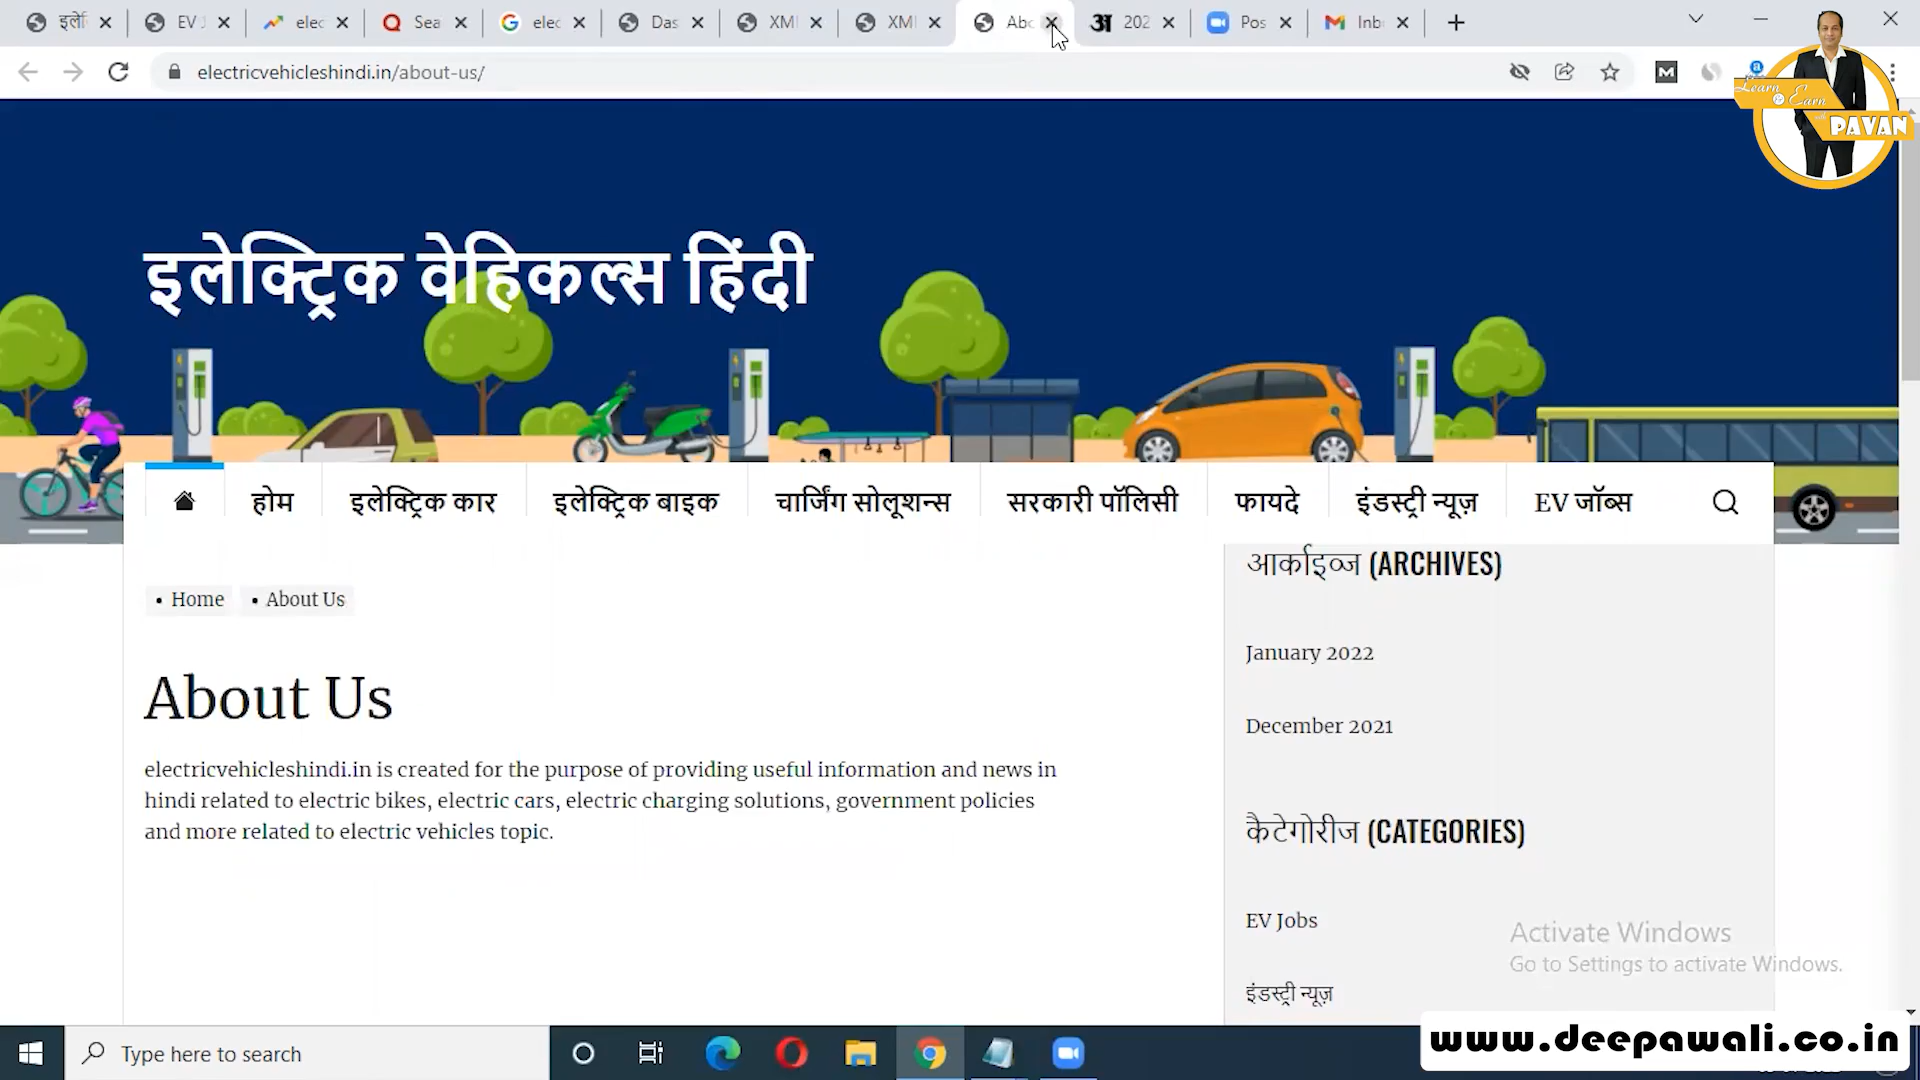 इले
EV J
elec
Sea
elec
Das
XMl
XMl
Abo
202
Pos
Inb
electricvehicleshindi.in/about-us/
Learn
& Earn
with
PAVAN
इलेक्ट्रिक वेहिकल्स हिंदी
होम
इलेक्ट्रिक कार
इलेक्ट्रिक बाइक
चार्जिंग सोलूशन्स
सरकारी पॉलिसी
फायदे
इंडस्ट्री न्यूज़
EV जॉब्स
• Home • About Us
About Us
electricvehicleshindi.in is created for the purpose of providing useful information and news in
hindi related to electric bikes, electric cars, electric charging solutions, government policies
and more related to electric vehicles topic.
आर्काइव्ज (ARCHIVES)
January 2022
December 2021
कैटेगोरीज (CATEGORIES)
EV Jobs
इंडस्ट्री न्यूज़
Activate Windows
Go to Settings to activate Windows.
Type here to search
www.deepawali.co.in